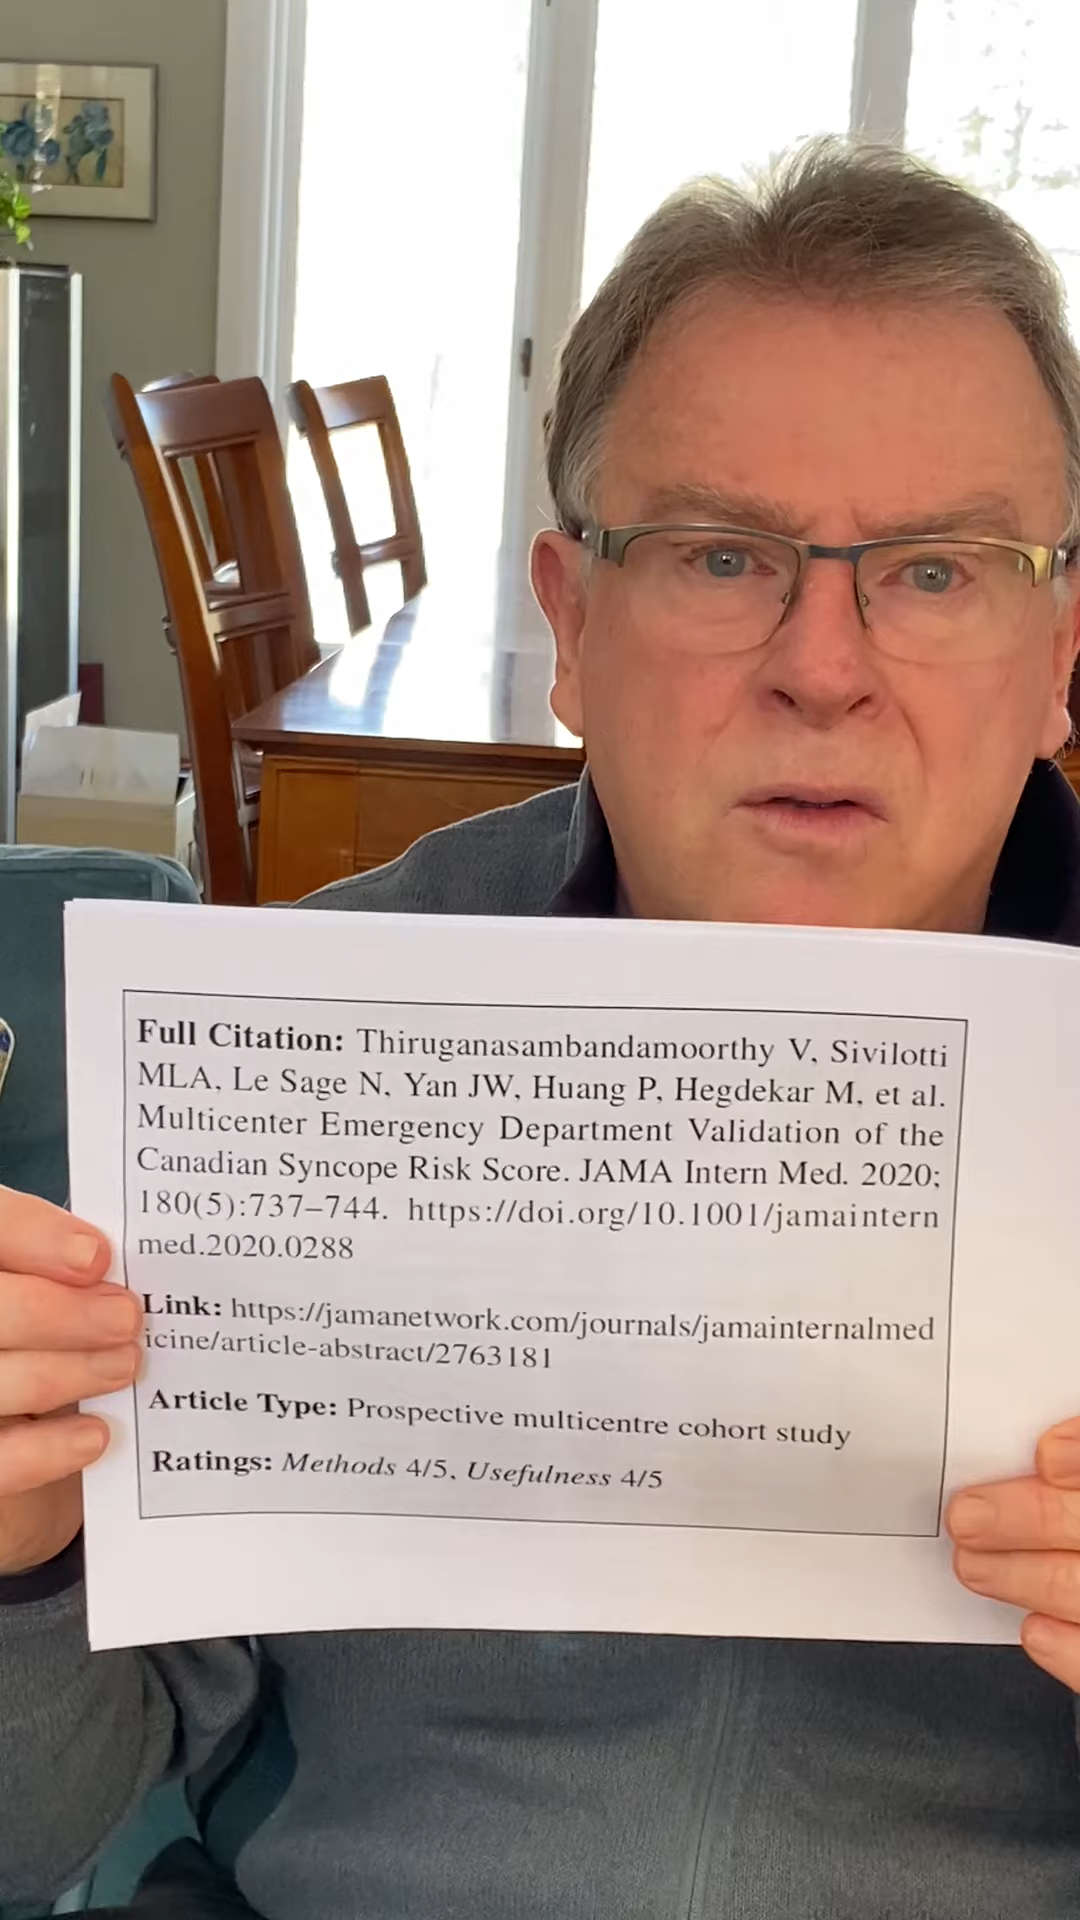 Full Citation: Thiruganasambandamoorthy V, Sivilotti
MLA, Le Sage N, Yan JW, Huang P, Hegdekar M, et al.
Multicenter Emergency Department Validation of the
Canadian Syncope Risk Score. JAMA Intern Med. 2020;
180(5):737–744. https://doi.org/10.1001/jamaintern
med.2020.0288
Link: https://jamanetwork.com/journals/jamainternalmed
icine/article-abstract/2763181
Article Type: Prospective multicentre cohort study
Ratings: Methods 4/5, Usefulness 4/5